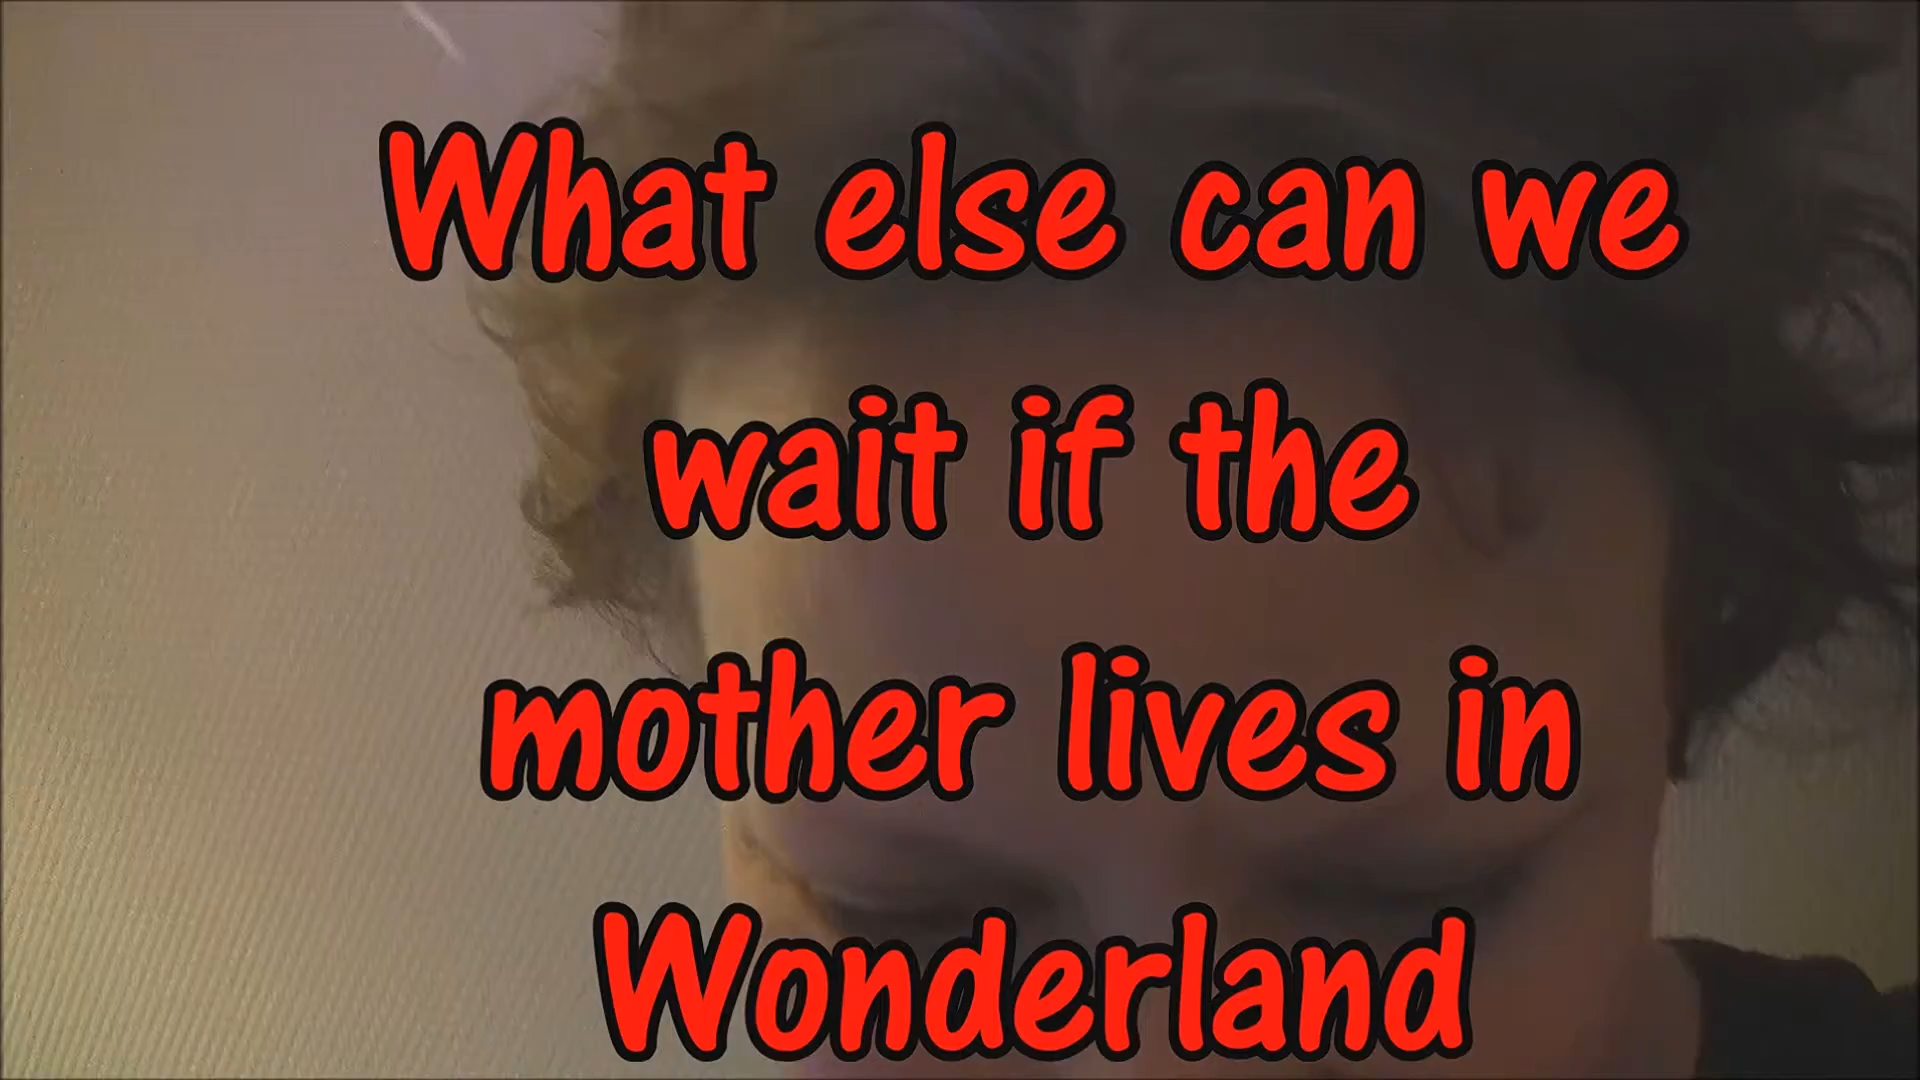 What else can we
wait if the
mother lives in
Wonderland